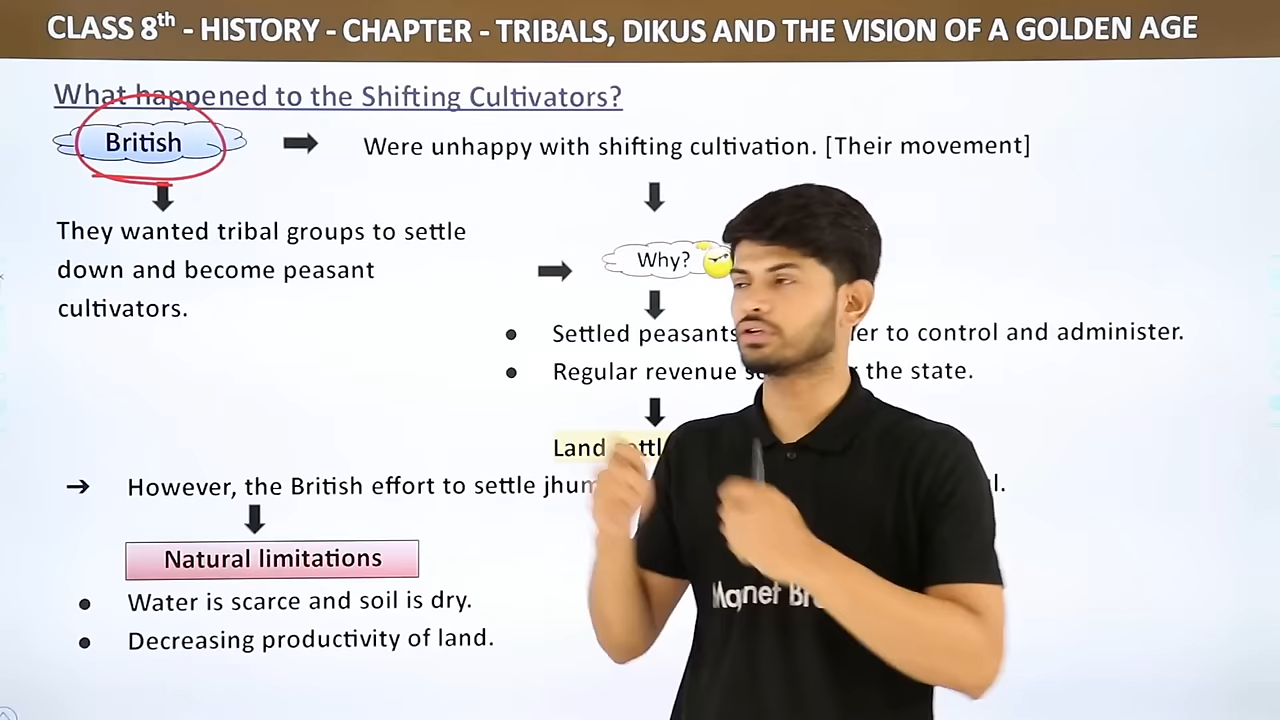 CLASS 8th - HISTORY - CHAPTER - TRIBALS, DIKUS AND THE VISION OF A GOLDEN AGE
What happened to the Shifting Cultivators?
British
Were unhappy with shifting cultivation. [Their movement]
They wanted tribal groups to settle
down and become peasant
cultivators.
Why?
Settled peasants er to control and administer.
Regular revenue the state.
Land
However, the British effort to settle jhum
Natural limitations
Water is scarce and soil is dry.
Decreasing productivity of land.
Magnet Br